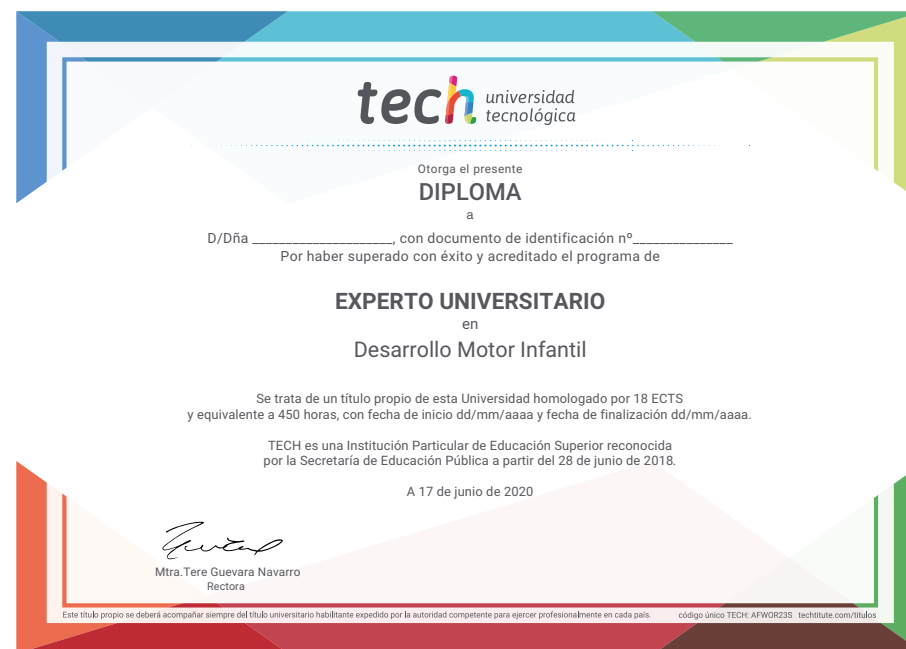 tech universidad
tecnológica
Otorga el presente
DIPLOMA
a
D/Dña ______________________, con documento de identificación nº________________
Por haber superado con éxito y acreditado el programa de
EXPERTO UNIVERSITARIO
en
Desarrollo Motor Infantil
Se trata de un título propio de esta Universidad homologado por 18 ECTS
y equivalente a 450 horas, con fecha de inicio dd/mm/aaaa y fecha de finalización dd/mm/aaaa.
TECH es una Institución Particular de Educación Superior reconocida
por la Secretaría de Educación Pública a partir del 28 de junio de 2018.
A 17 de junio de 2020
Mtra.Tere Guevara Navarro
Rectora
Este título propio se deberá acompañar siempre del título universitario habilitante expedido por la autoridad competente para ejercer profesionalmente en cada país. código único TECH: AFWOR23S techtitute.com/titulos